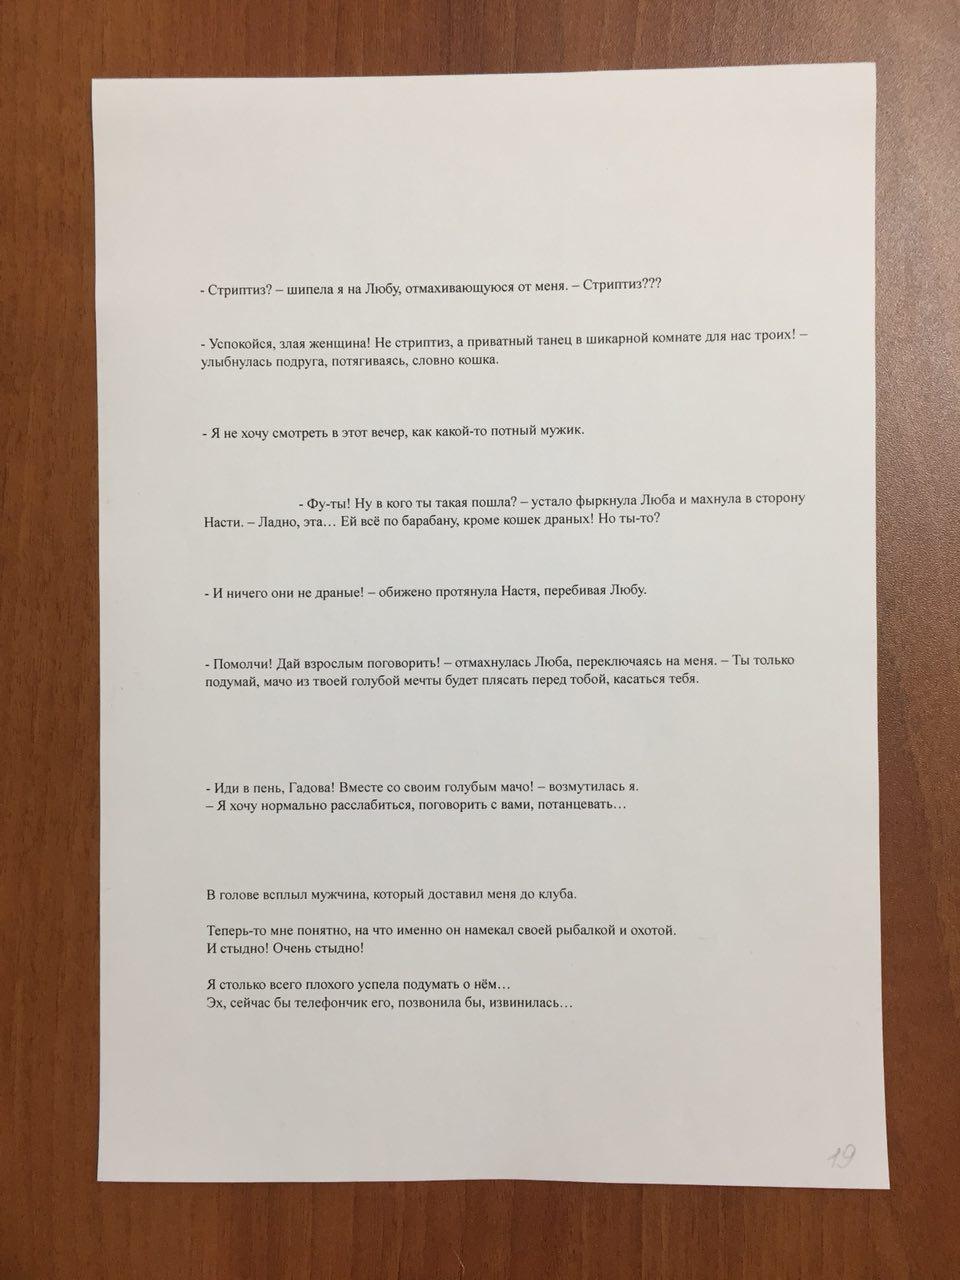 - Стриптиз? – шипела я на Любу, отмахивающуюся от меня. – Стриптиз???
- Успокойся, злая женщина! Не стриптиз, а приватный танец в шикарной комнате для нас троих! –
улыбнулась подруга, потягиваясь, словно кошка.
- Я не хочу смотреть в этот вечер, как какой-то потный мужик.
- Фу-ты! Ну в кого ты такая пошла? – устало фыркнула Люба и махнула в сторону
Насти. – Ладно, эта… Ей всё по барабану, кроме кошек драных! Но ты-то?
- И ничего они не драные! – обижено протянула Настя, перебивая Любу.
- Помолчи! Дай взрослым поговорить! – отмахнулась Люба, переключаясь на меня. – Ты только
подумай, мачо из твоей голубой мечты будет плясать перед тобой, касаться тебя.
- Иди в пень, Гадова! Вместе со своим голубым мачо! – возмутилась я.
– Я хочу нормально расслабиться, поговорить с вами, потанцевать…
В голове всплыл мужчина, который доставил меня до клуба.
Теперь-то мне понятно, на что именно он намекал своей рыбалкой и охотой.
И стыдно! Очень стыдно!
Я столько всего плохого успела подумать о нём…
Эх, сейчас бы телефончик его, позвонила бы, извинилась…
19